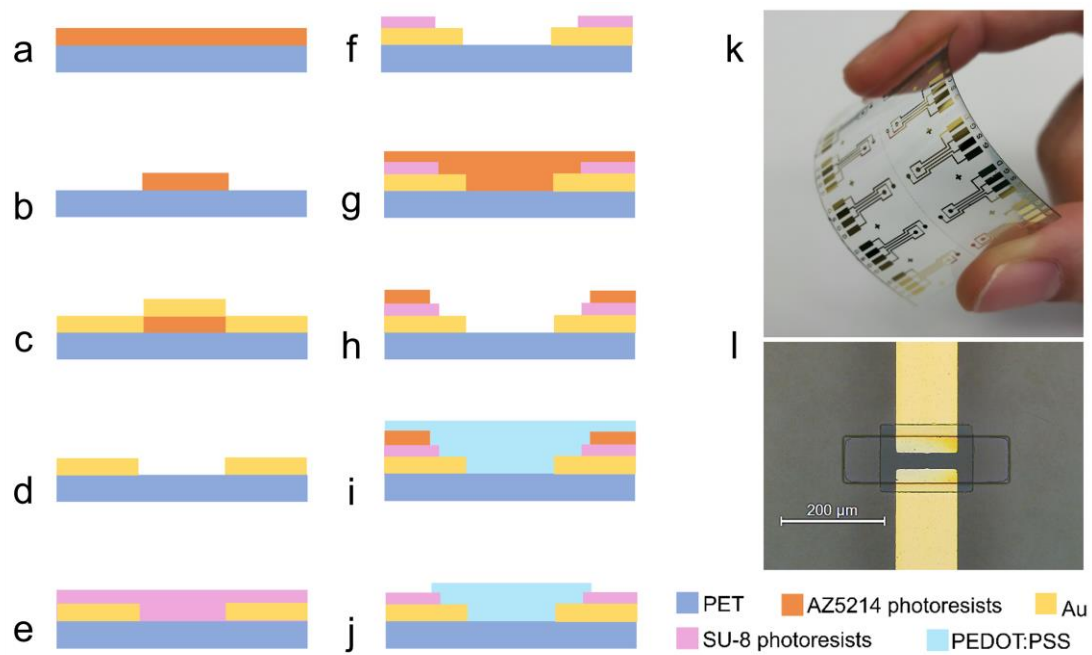 a
b
c
d
e
f
g
h
i
j
k
l
200 μm
PET
AZ5214 photoresists
Au
SU-8 photoresists
PEDOT:PSS